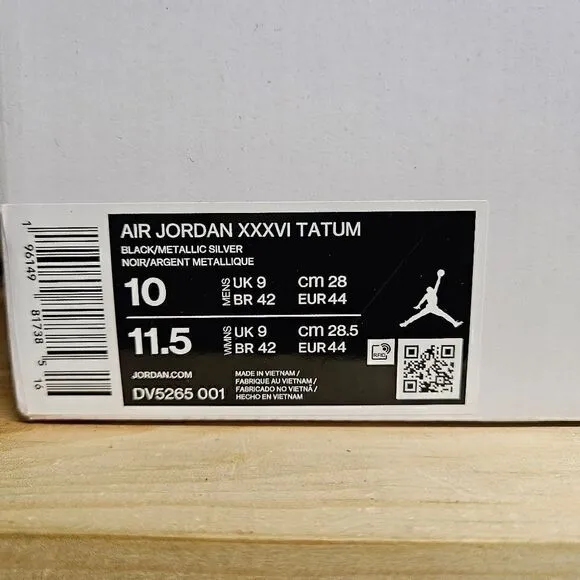 AIR JORDAN XXXVI TATUM
BLACK/METALLIC SILVER
NOIR/ARGENT METALLIQUE
10 MENS UK 9 cm 28
BR 42 EUR 44
11.5 WMNS UK 9 cm 28.5
BR 42 EUR 44
RFID
JORDAN.COM
DV5265 001
MADE IN VIETNAM /
FABRIQUE AU VIETNAM /
FABRICADO NO VIETNÃ /
HECHO EN VIETNAM
1 96149 81738 5 16